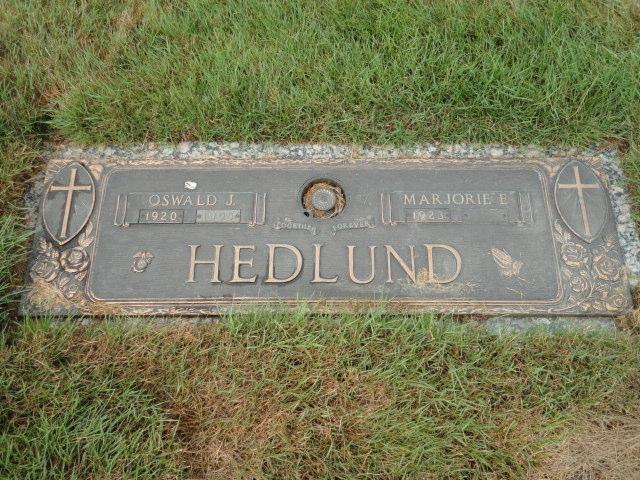 OSWALD J.
1920
TOGETHER FOREVER
MARJORIE E.
1923
HEDLUND